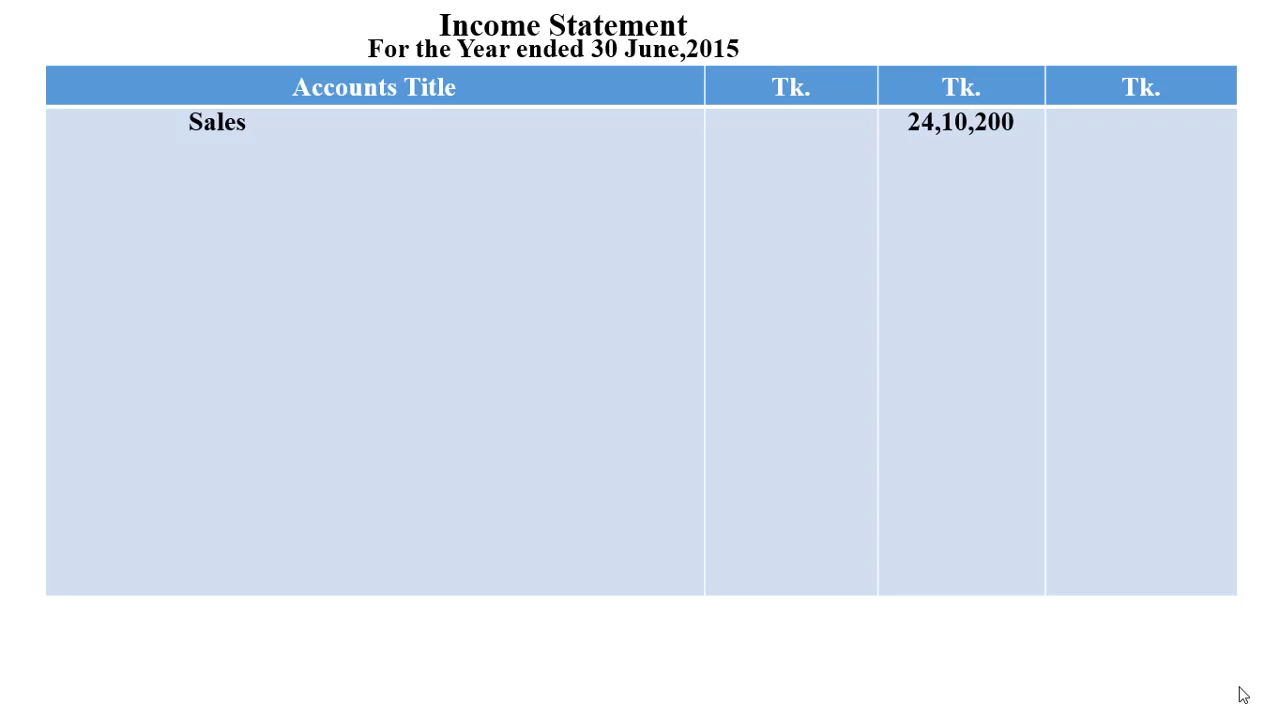 Income Statement
For the Year ended 30 June,2015
Accounts Title Tk. Tk. Tk.
Sales 24,10,200